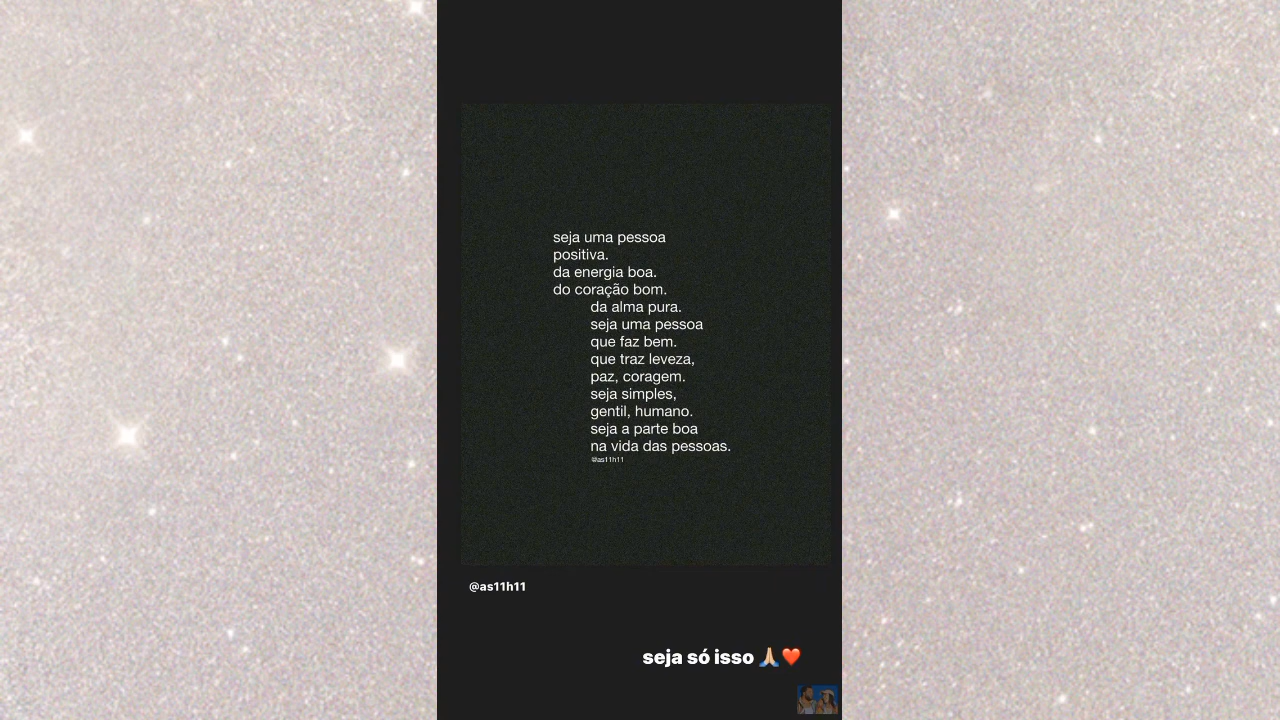 seja uma pessoa
positiva.
da energia boa.
do coração bom.
da alma pura.
seja uma pessoa
que faz bem.
que traz leveza,
paz, coragem.
seja simples,
gentil, humano.
seja a parte boa
na vida das pessoas.
@as11h11
@as11h11
seja só isso 🙏🏼❤️